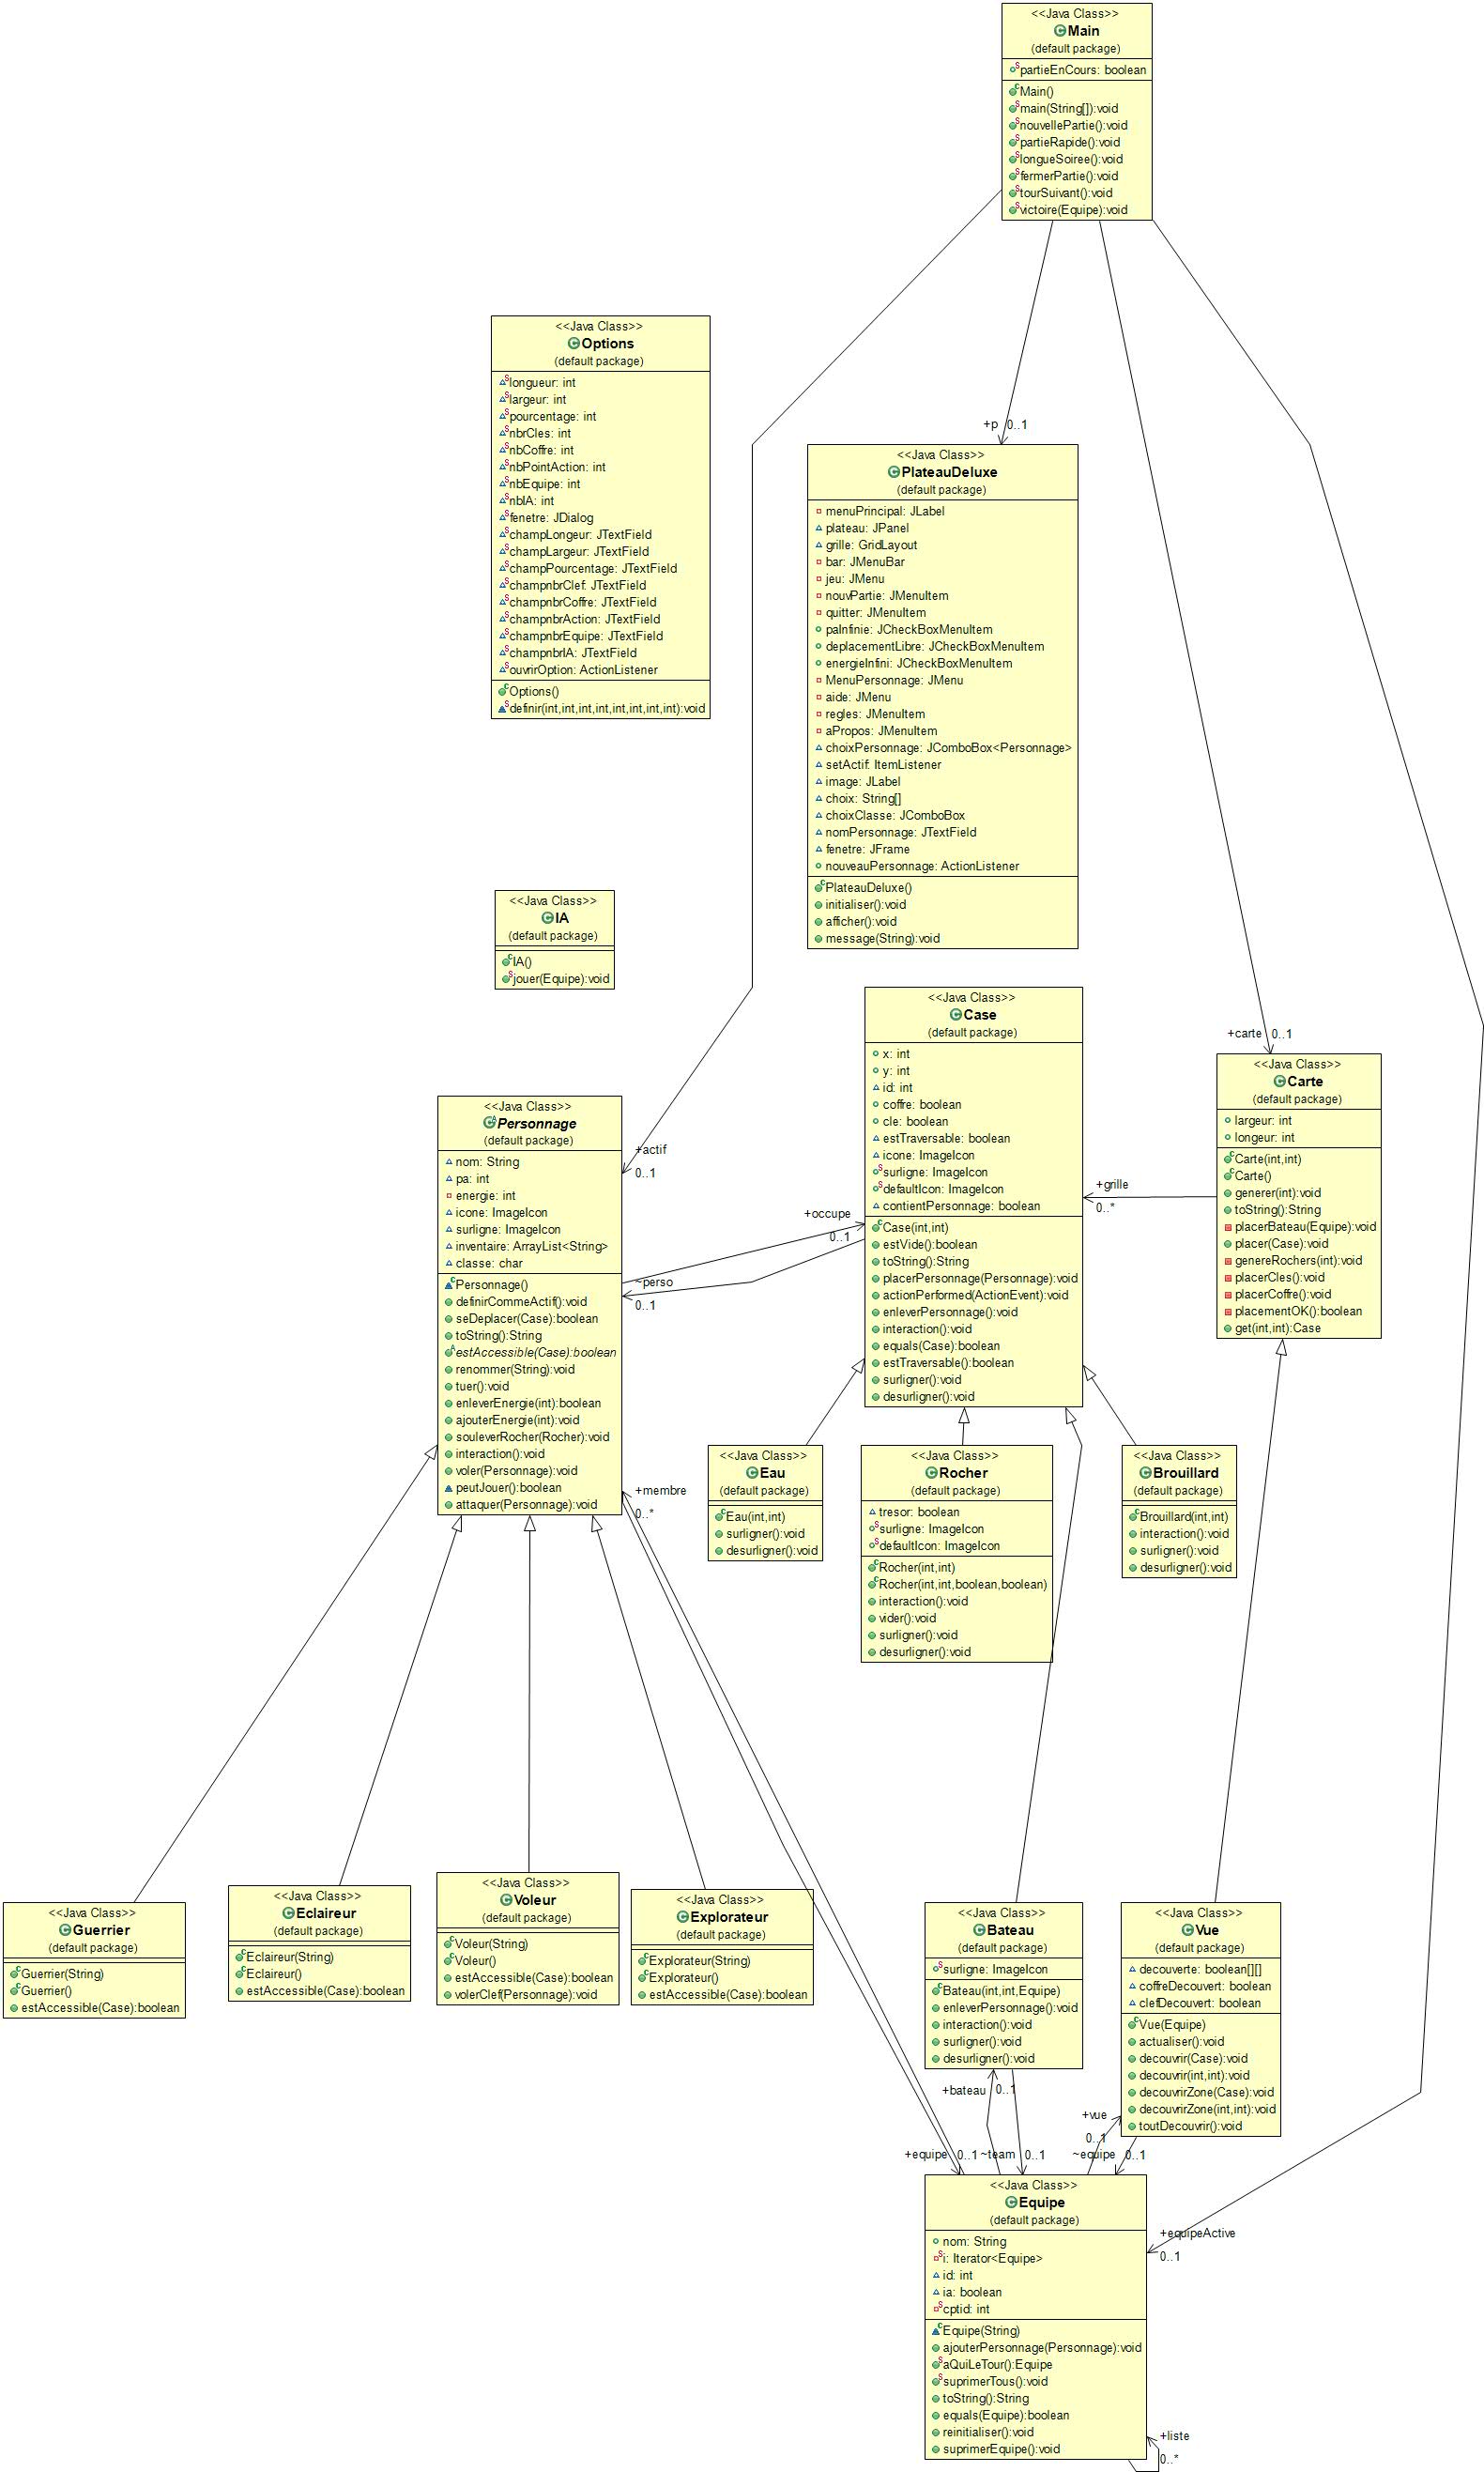 <<Java Class>>
Main
(default package)
partieEnCours: boolean
Main()
main(String[]):void
nouvellePartie():void
partieRapide():void
longueSoiree():void
fermerPartie():void
tourSuivant():void
victoire(Equipe):void
<<Java Class>>
Options
(default package)
longueur: int
largeur: int
pourcentage: int
nbrCles: int
nbCoffre: int
nbPointAction: int
nbEquipe: int
nbIA: int
fenetre: JDialog
champLongeur: JTextField
champLargeur: JTextField
champPourcentage: JTextField
champnbrClef: JTextField
champnbrCoffre: JTextField
champnbrAction: JTextField
champnbrEquipe: JTextField
champnbrIA: JTextField
ouvrirOption: ActionListener
Options()
definir(int,int,int,int,int,int,int,int):void
+p 0..1
<<Java Class>>
PlateauDeluxe
(default package)
menuPrincipal: JLabel
plateau: JPanel
grille: GridLayout
bar: JMenuBar
jeu: JMenu
nouvPartie: JMenuItem
quitter: JMenuItem
paInfinie: JCheckBoxMenuItem
deplacementLibre: JCheckBoxMenuItem
energieInfini: JCheckBoxMenuItem
MenuPersonnage: JMenu
aide: JMenu
regles: JMenuItem
aPropos: JMenuItem
choixPersonnage: JComboBox<Personnage>
setActif: ItemListener
image: JLabel
choix: String[]
choixClasse: JComboBox
nomPersonnage: JTextField
fenetre: JFrame
nouveauPersonnage: ActionListener
PlateauDeluxe()
initialiser():void
afficher():void
message(String):void
<<Java Class>>
IA
(default package)
IA()
jouer(Equipe):void
<<Java Class>>
Case
(default package)
x: int
y: int
id: int
coffre: boolean
cle: boolean
estTraversable: boolean
icone: ImageIcon
surligne: ImageIcon
defaultIcon: ImageIcon
contientPersonnage: boolean
Case(int,int)
estVide():boolean
toString():String
placerPersonnage(Personnage):void
actionPerformed(ActionEvent):void
enleverPersonnage():void
interaction():void
equals(Case):boolean
estTraversable():boolean
surligner():void
desurligner():void
+carte 0..1
<<Java Class>>
Carte
(default package)
largeur: int
longeur: int
Carte(int,int)
Carte()
generer(int):void
toString():String
placerBateau(Equipe):void
placer(Case):void
genereRochers(int):void
placerCles():void
placerCoffre():void
placementOK():boolean
get(int,int):Case
+grille
0..*
<<Java Class>>
Personnage
(default package)
nom: String
pa: int
energie: int
icone: ImageIcon
surligne: ImageIcon
inventaire: ArrayList<String>
classe: char
Personnage()
definirCommeActif():void
seDeplacer(Case):boolean
toString():String
estAccessible(Case):boolean
renommer(String):void
tuer():void
enleverEnergie(int):boolean
ajouterEnergie(int):void
souleverRocher(Rocher):void
interaction():void
voler(Personnage):void
peutJouer():boolean
attaquer(Personnage):void
+actif
0..1
+occupe
0..1
~perso
0..1
+membre
0..*
<<Java Class>>
Eau
(default package)
Eau(int,int)
surligner():void
desurligner():void
<<Java Class>>
Rocher
(default package)
tresor: boolean
surligne: ImageIcon
defaultIcon: ImageIcon
Rocher(int,int)
Rocher(int,int,boolean,boolean)
interaction():void
vider():void
surligner():void
desurligner():void
<<Java Class>>
Brouillard
(default package)
Brouillard(int,int)
interaction():void
surligner():void
desurligner():void
<<Java Class>>
Guerrier
(default package)
Guerrier(String)
Guerrier()
estAccessible(Case):boolean
<<Java Class>>
Eclaireur
(default package)
Eclaireur(String)
Eclaireur()
estAccessible(Case):boolean
<<Java Class>>
Voleur
(default package)
Voleur(String)
Voleur()
estAccessible(Case):boolean
volerClef(Personnage):void
<<Java Class>>
Explorateur
(default package)
Explorateur(String)
Explorateur()
estAccessible(Case):boolean
<<Java Class>>
Bateau
(default package)
surligne: ImageIcon
Bateau(int,int,Equipe)
enleverPersonnage():void
interaction():void
surligner():void
desurligner():void
<<Java Class>>
Vue
(default package)
decouverte: boolean[][]
coffreDecouvert: boolean
clefDecouvert: boolean
Vue(Equipe)
actualiser():void
decouvrir(Case):void
decouvrir(int,int):void
decouvrirZone(Case):void
decouvrirZone(int,int):void
toutDecouvrir():void
+bateau 0..1
+vue
0..1
+equipe 0..1 ~team 0..1 ~equipe 0..1
<<Java Class>>
Equipe
(default package)
nom: String
i: Iterator<Equipe>
id: int
ia: boolean
cptid: int
Equipe(String)
ajouterPersonnage(Personnage):void
aQuiLeTour():Equipe
suprimerTous():void
toString():String
equals(Equipe):boolean
reinitialiser():void
suprimerEquipe():void
+equipeActive
0..1
+liste
0..*